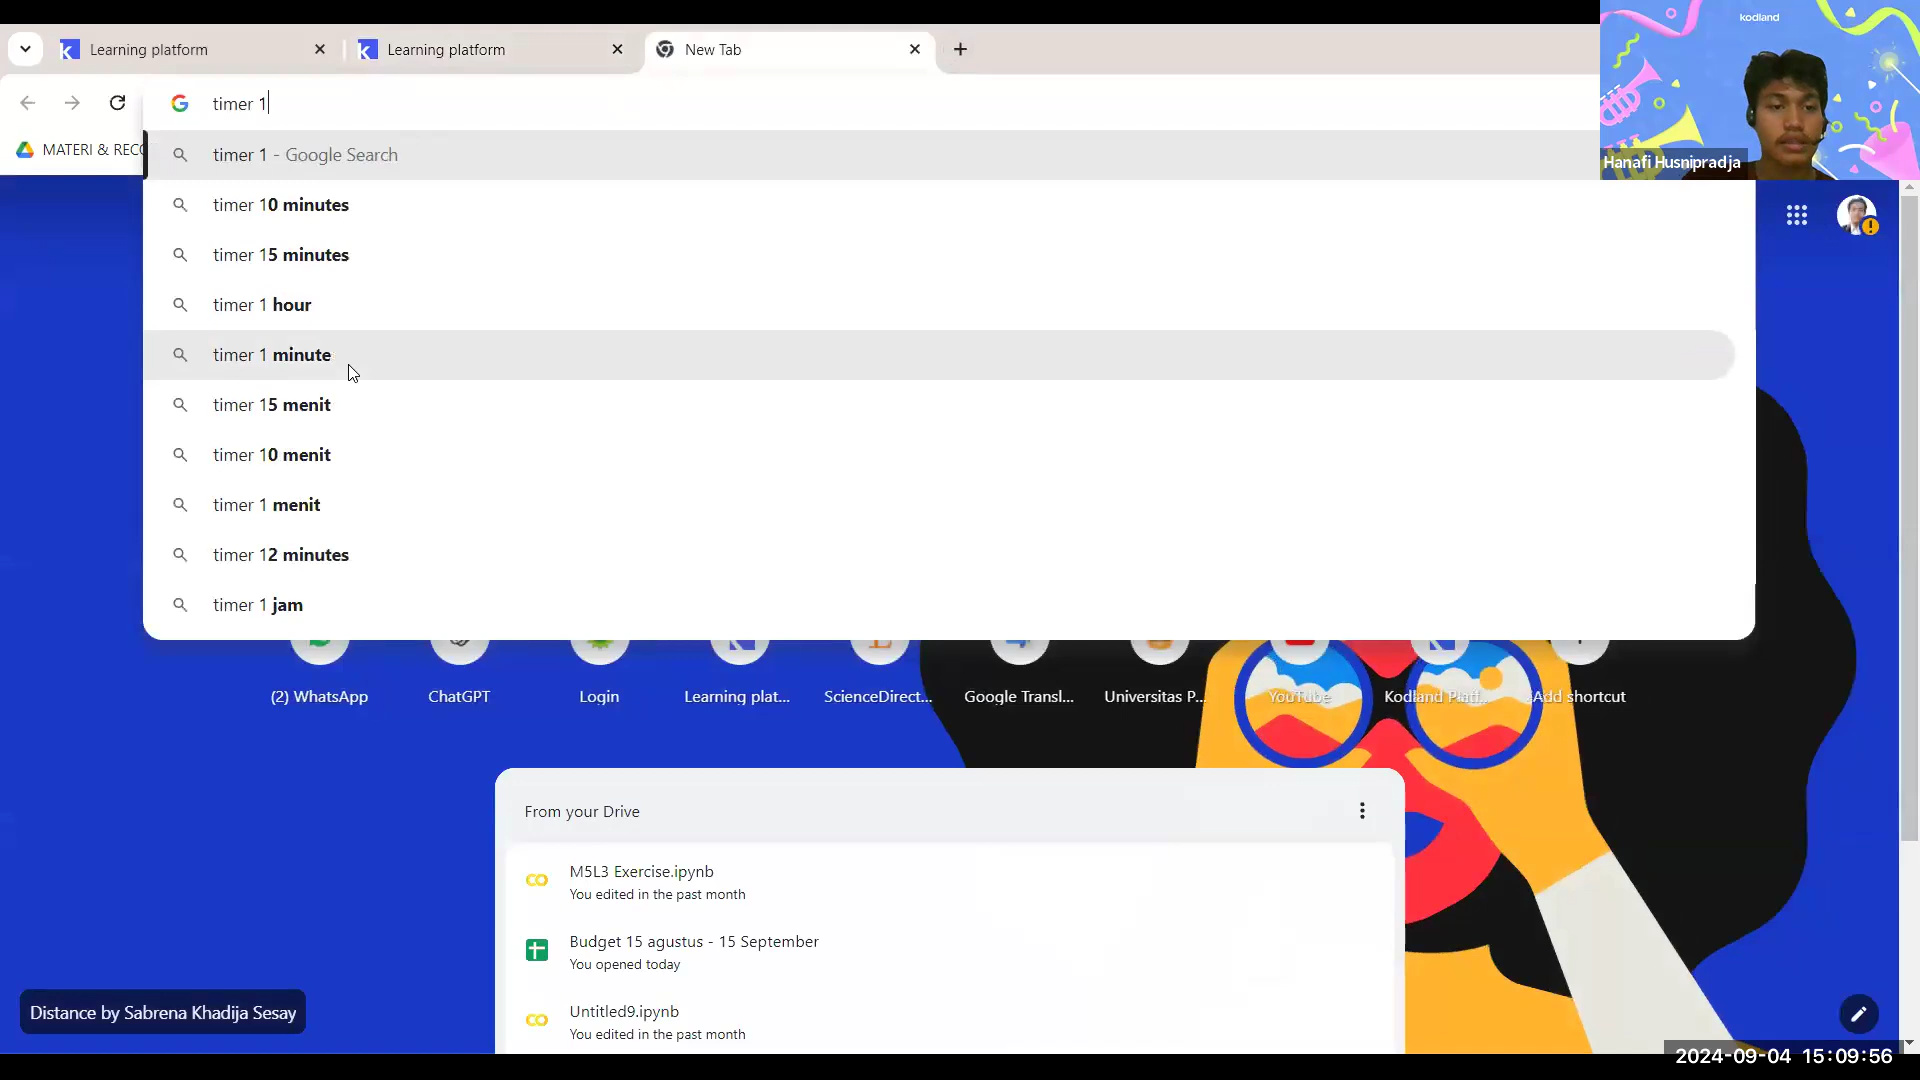 kodland
Learning platform
Learning platform
New Tab
timer 1
MATERI & RECO
timer 1 - Google Search
Hanafi Husnipradja
timer 10 minutes
timer 15 minutes
timer 1 hour
timer 1 minute
timer 15 menit
timer 10 menit
timer 1 menit
timer 12 minutes
timer 1 jam
(2) WhatsApp
ChatGPT
Login
Learning plat...
ScienceDirect...
Google Transl...
Universitas P...
YouTube
Kodland Platf...
Add shortcut
From your Drive
M5L3 Exercise.ipynb
You edited in the past month
Budget 15 agustus - 15 September
You opened today
Untitled9.ipynb
You edited in the past month
Distance by Sabrena Khadija Sesay
2024-09-04 15:09:56